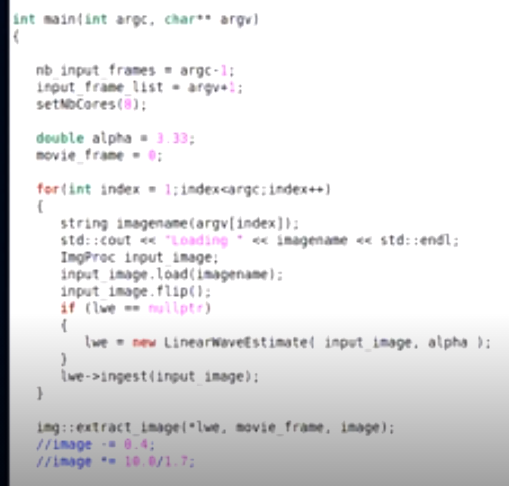 int main(int argc, char** argv)
{
nb_input_frames = argc-1;
input_frame_list = argv+1;
setNbCores(8);
double alpha = 3.33;
movie_frame = 0;
for(int index = 1;index<argc;index++)
{
string imagename(argv[index]);
std::cout << "Loading " << imagename << std::endl;
ImgProc input_image;
input_image.load(imagename);
input_image.flip();
if (lwe == nullptr)
{
lwe = new LinearWaveEstimate( input_image, alpha );
}
lwe->ingest(input_image);
}
img::extract_image(*lwe, movie_frame, image);
//image -= 0.4;
//image *= 10.0/1.7;